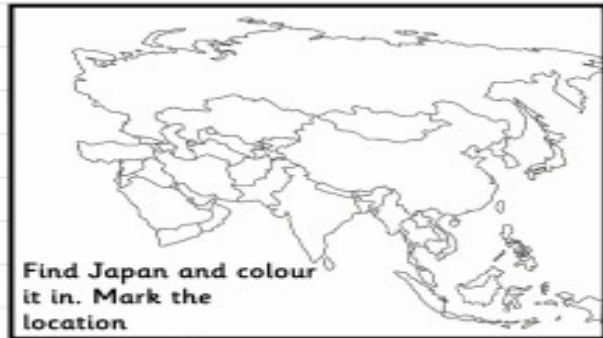 Find Japan and colour
it in. Mark the
location